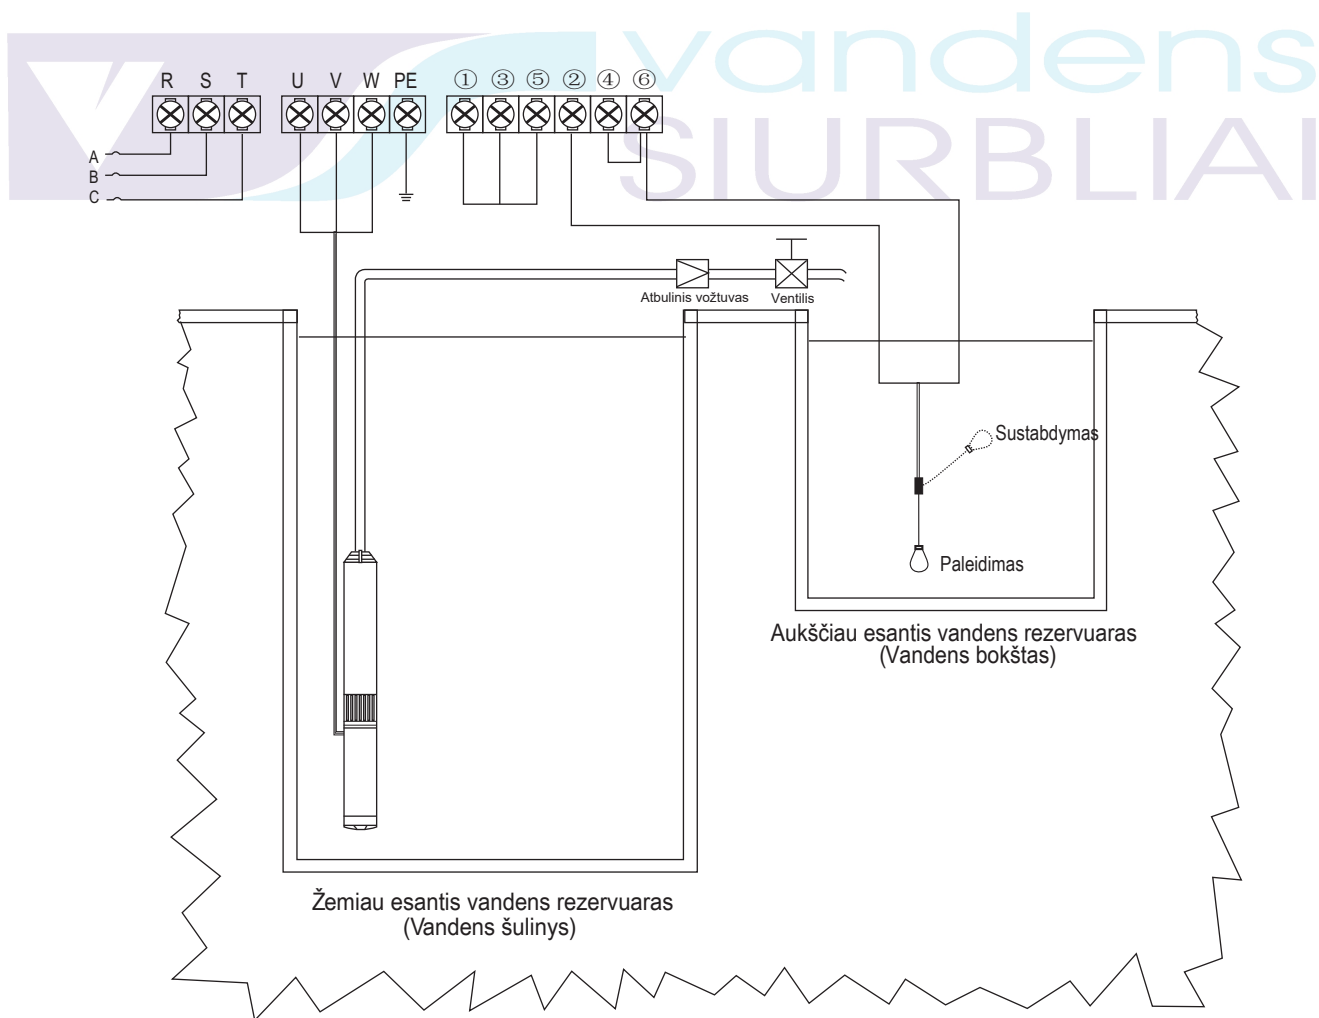 vandens
SIURBLIAI
R S T U V W PE ① ③ ⑤ ② ④ ⑥
A
B
C
Atbulinis vožtuvas Ventilis
Sustabdymas
Paleidimas
Aukščiau esantis vandens rezervuaras
(Vandens bokštas)
Žemiau esantis vandens rezervuaras
(Vandens šulinys)